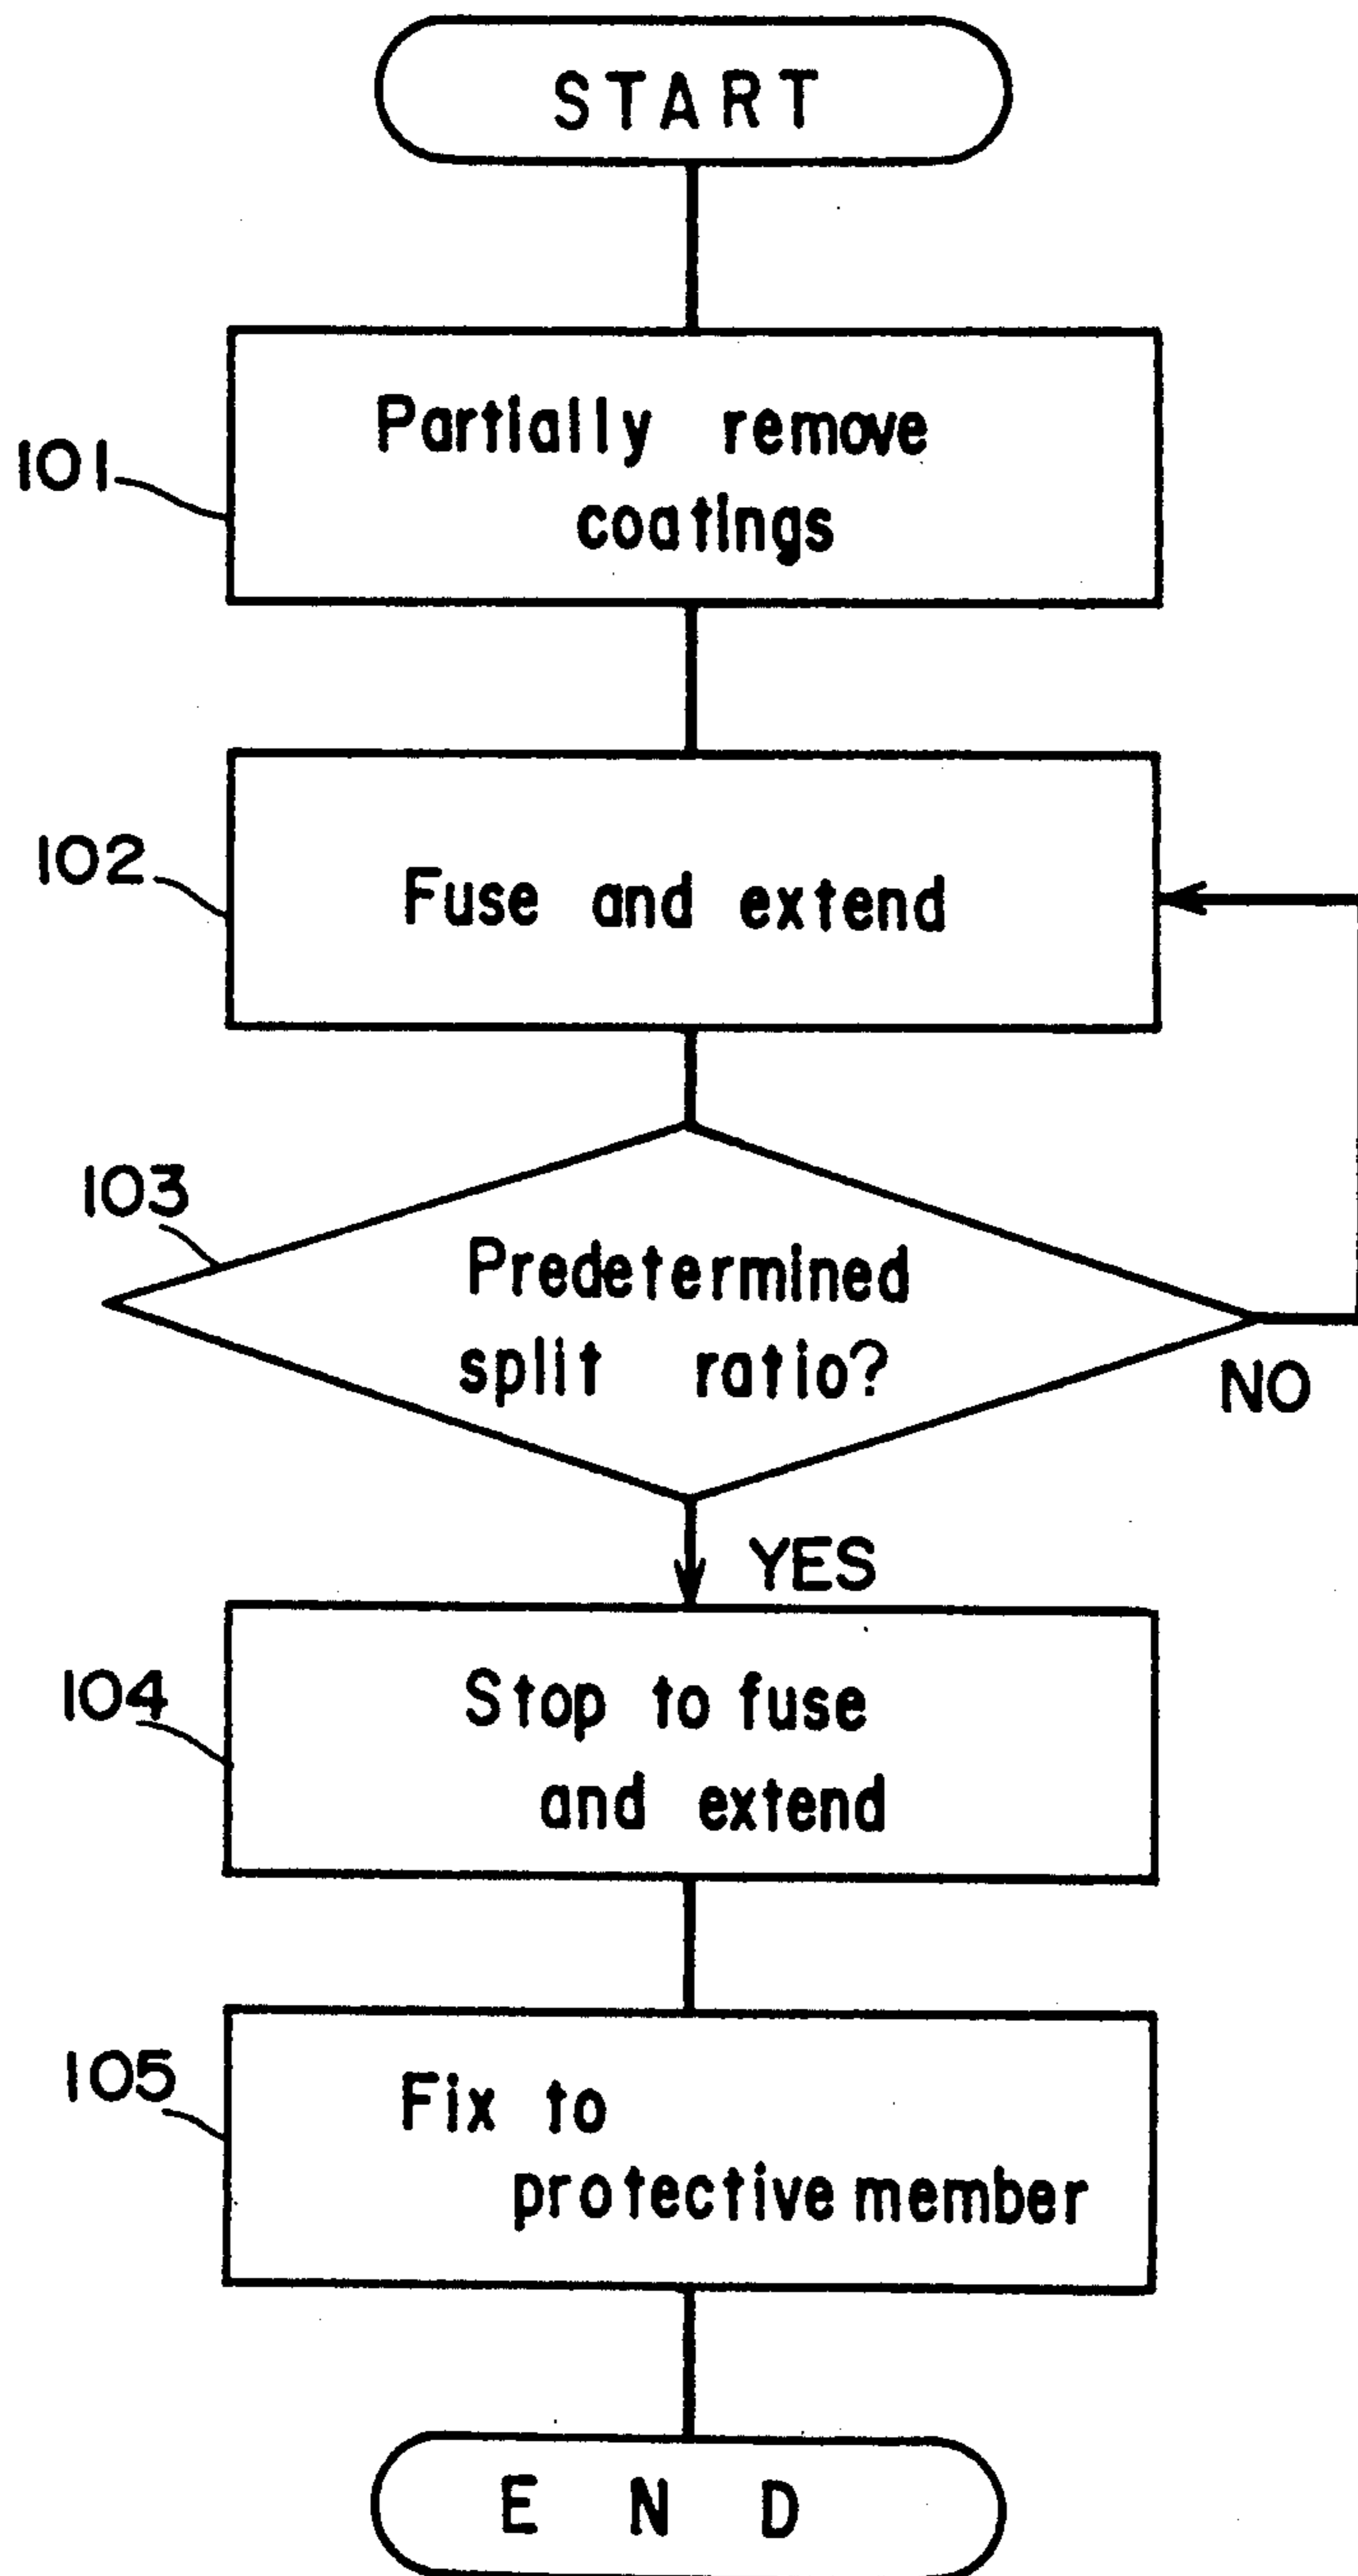 START
101
Partially remove
coatings
102
Fuse and extend
103
Predetermined
split ratio?
NO
YES
104
Stop to fuse
and extend
105
Fix to
protective member
END